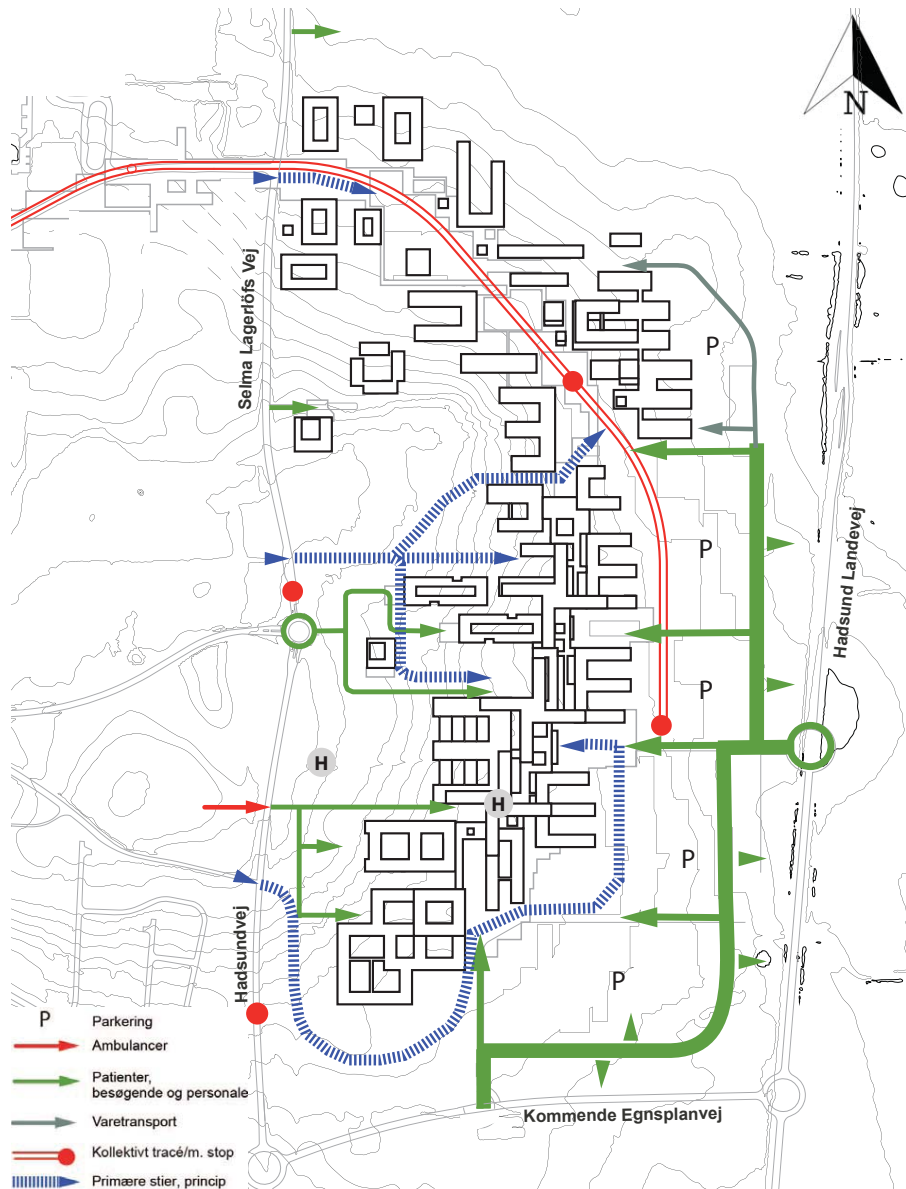 N
Selma Lagerlöfs Vej
P
Hadsund Landevej
P
P
H
H
P
Hadsundvej
P
Kommende Egnsplanvej
P Parkering
Ambulancer
Patienter,
besøgende og personale
Varetransport
Kollektivt tracé/m. stop
Primære stier, princip